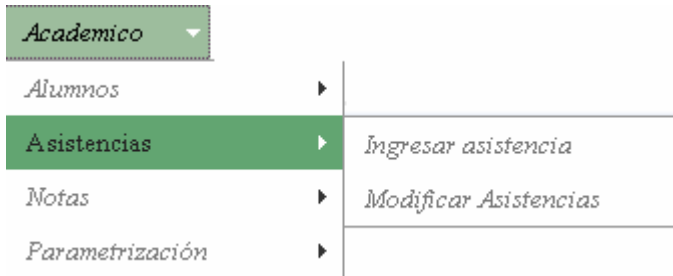 Academico
Alumnos
Asistencias
Ingresar asistencia
Modificar Asistencias
Notas
Parametrización